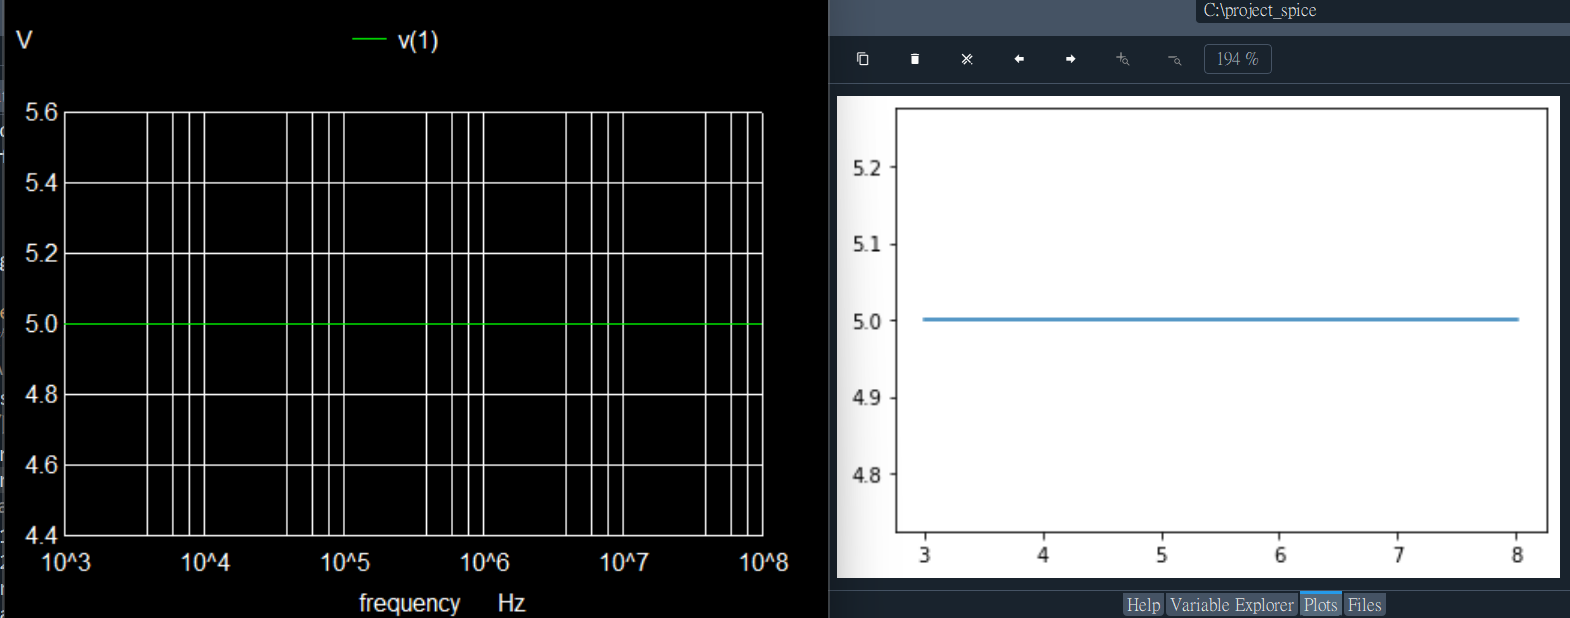 V
v(1)
5.6
5.4
5.2
5.0
4.8
4.6
4.4
10^3 10^4 10^5 10^6 10^7 10^8
frequency Hz
C:\project_spice
194 %
5.2
5.1
5.0
4.9
4.8
3 4 5 6 7 8
Help Variable Explorer Plots Files